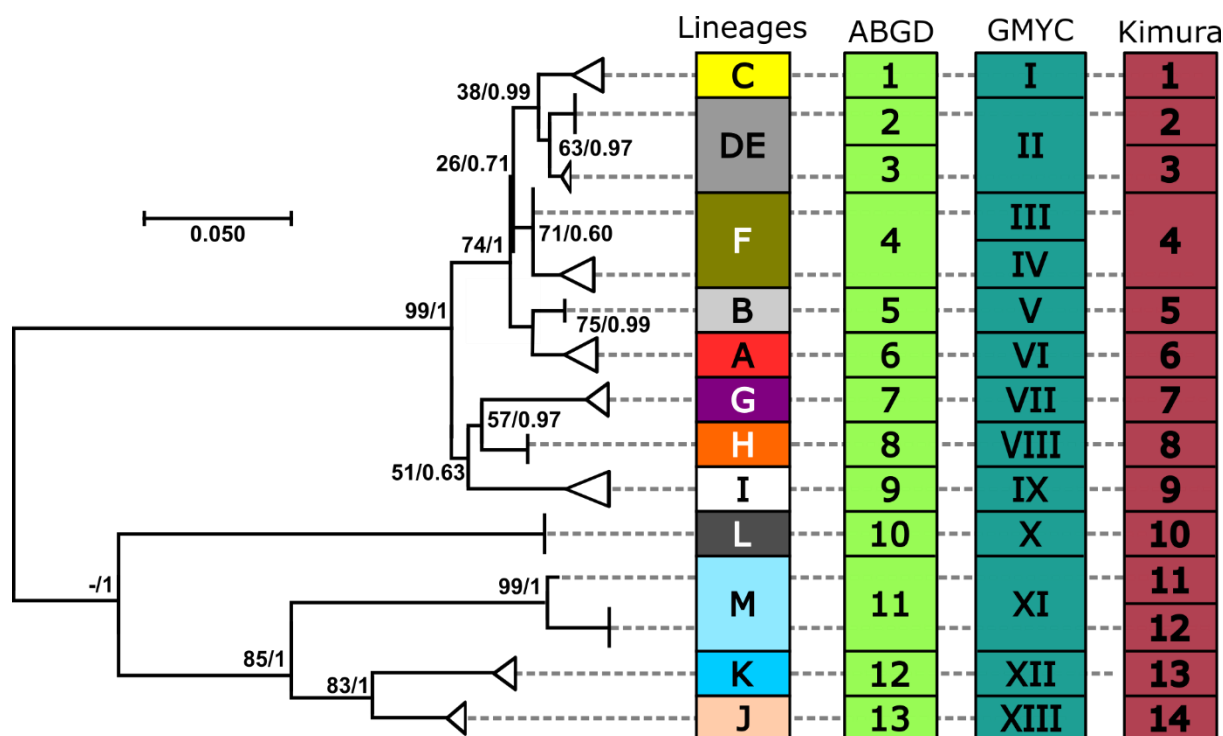 Lineages ABGD GMYC Kimura
C 1 I 1
38/0.99
DE 2 II 2
63/0.97
26/0.71
3 3
0.050
F 4 III 4
71/0.60
74/1
IV
B 5 V 5
99/1
75/0.99
A 6 VI 6
G 7 VII 7
57/0.97
H 8 VIII 8
51/0.63
I 9 IX 9
L 10 X 10
-/1
99/1
M 11 XI 11
12
85/1
K 12 XII 13
83/1
J 13 XIII 14